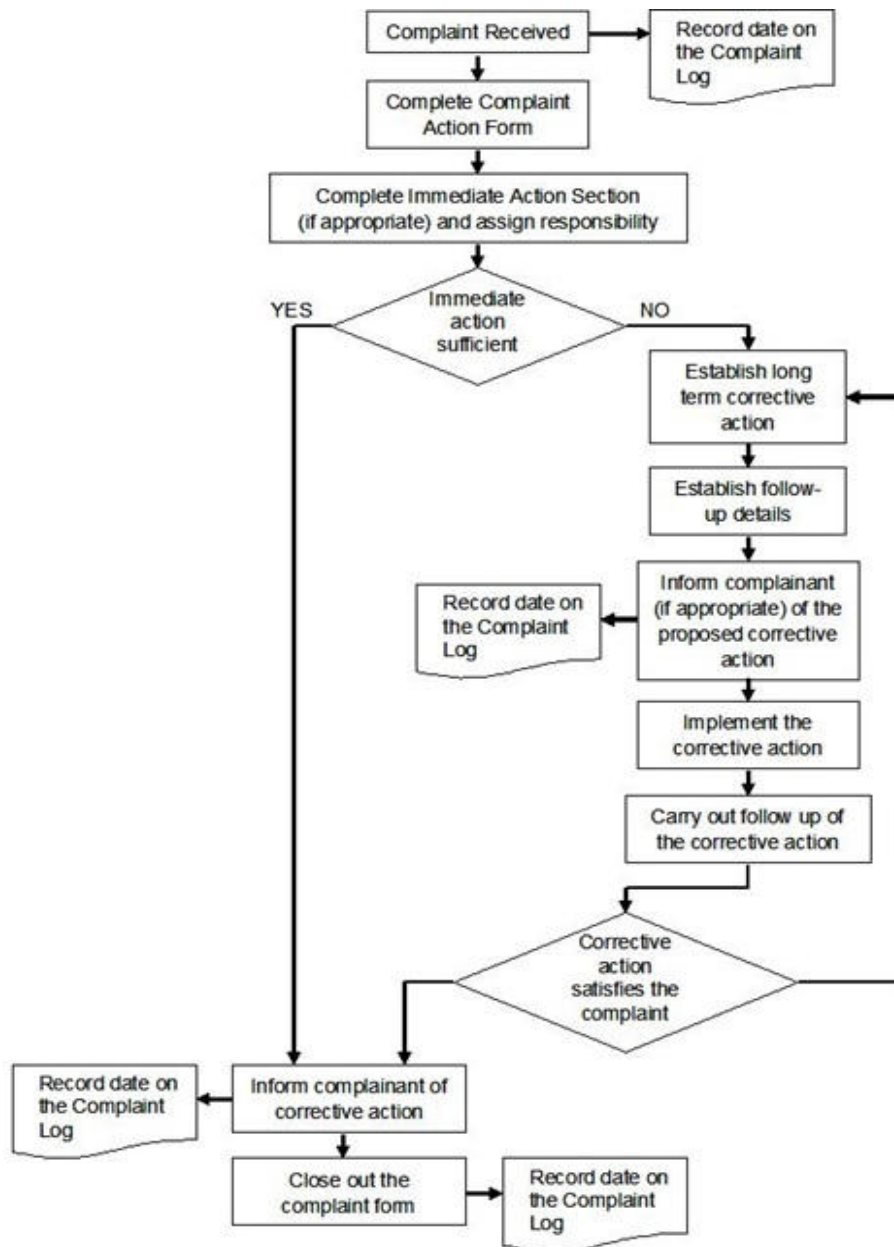 Complaint Received
Record date on
the Complaint
Log
Complete Complaint
Action Form
Complete Immediate Action Section
(if appropriate) and assign responsibility
YES
Immediate
action
sufficient
NO
Establish long
term corrective
action
Establish follow-
up details
Inform complainant
(if appropriate) of the
proposed corrective
action
Record date on
the Complaint
Log
Implement the
corrective action
Carry out follow up of
the corrective action
Corrective
action
satisfies the
complaint
Record date on
the Complaint
Log
Inform complainant of
corrective action
Close out the
complaint form
Record date on
the Complaint
Log